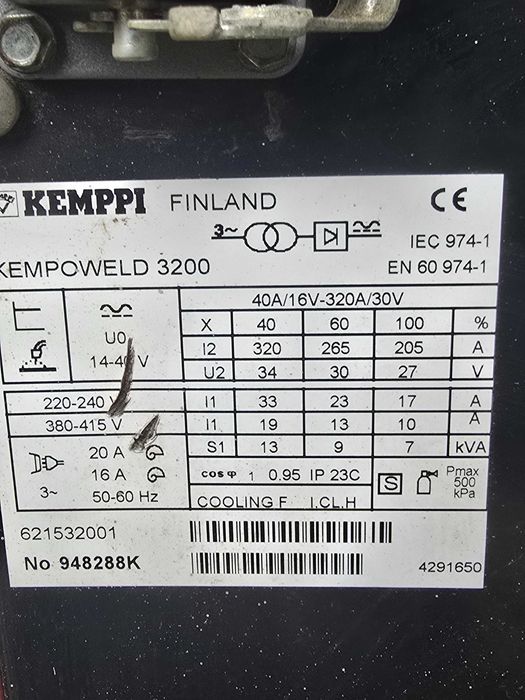 KEMPPI FINLAND CE
3~ IEC 974-1
KEMPOWELD 3200 EN 60 974-1
40A/16V-320A/30V
U0 X 40 60 100 %
14-40 V I2 320 265 205 A
U2 34 30 27 V
220-240 I1 33 23 17 A
380-415 V I1 19 13 10 A
20 A S1 13 9 7 kVA
16 A cos φ 1 0.95 IP 23C S Pmax 500 kPa
3~ 50-60 Hz COOLING F I.CL.H
621532001
No 948288K 4291650